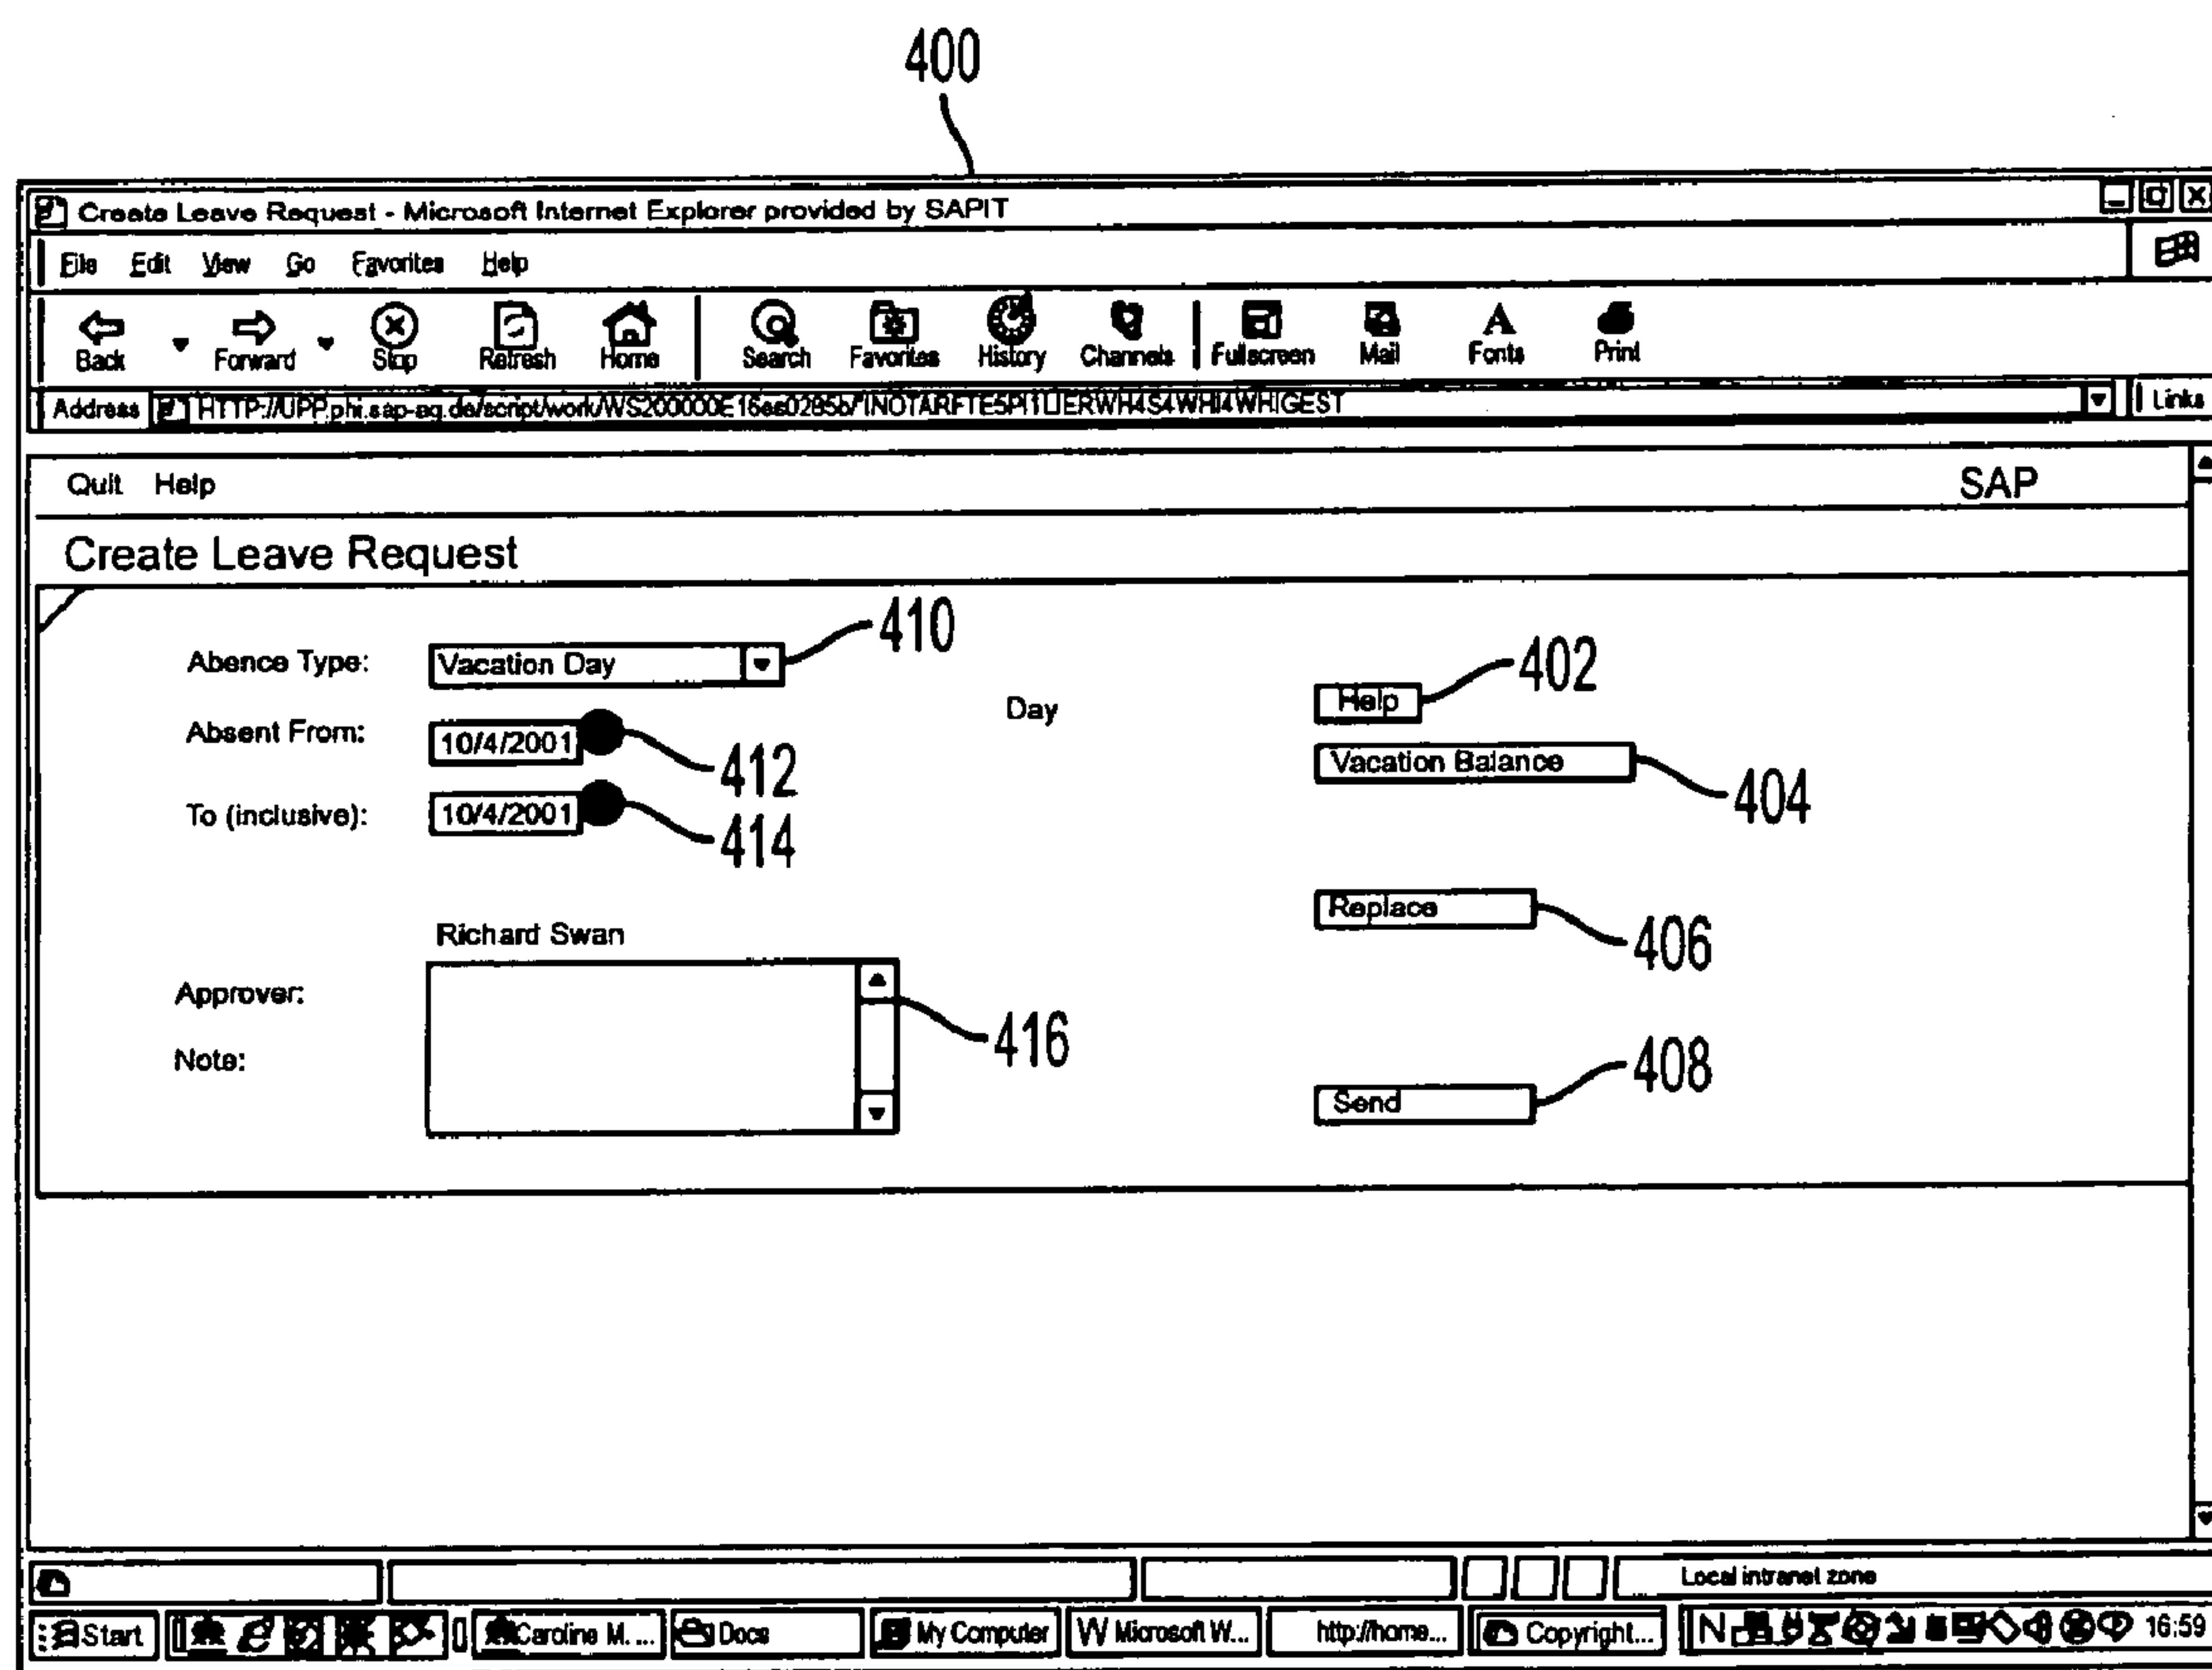 400
Create Leave Request - Microsoft Internet Explorer provided by SAPIT
File Edit View Go Favorites Help
Back Forward Stop Refresh Home Search Favorites History Channels Fullscreen Mail Fonts Print
Address Links
Quit Help SAP
Create Leave Request
Abence Type: Vacation Day 410
Day Help 402
Absent From: 10/4/2001 412
Vacation Balance 404
To (inclusive): 10/4/2001 414
Replace 406
Richard Swan
Approver:
416
Note:
Send 408
Local intranet zone
Start Caroline M. ... Docs My Computer W Microsoft W... http://home... Copyright... N 16:59